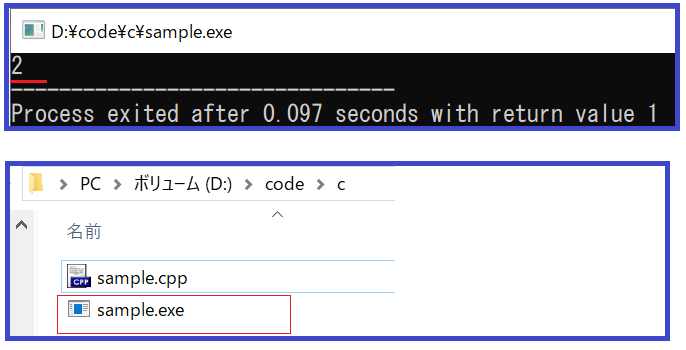 D:¥code¥c¥sample.exe
2
--------------------------------
Process exited after 0.097 seconds with return value 1
PC > ボリューム (D:) > code > c
名前
CPP sample.cpp
sample.exe